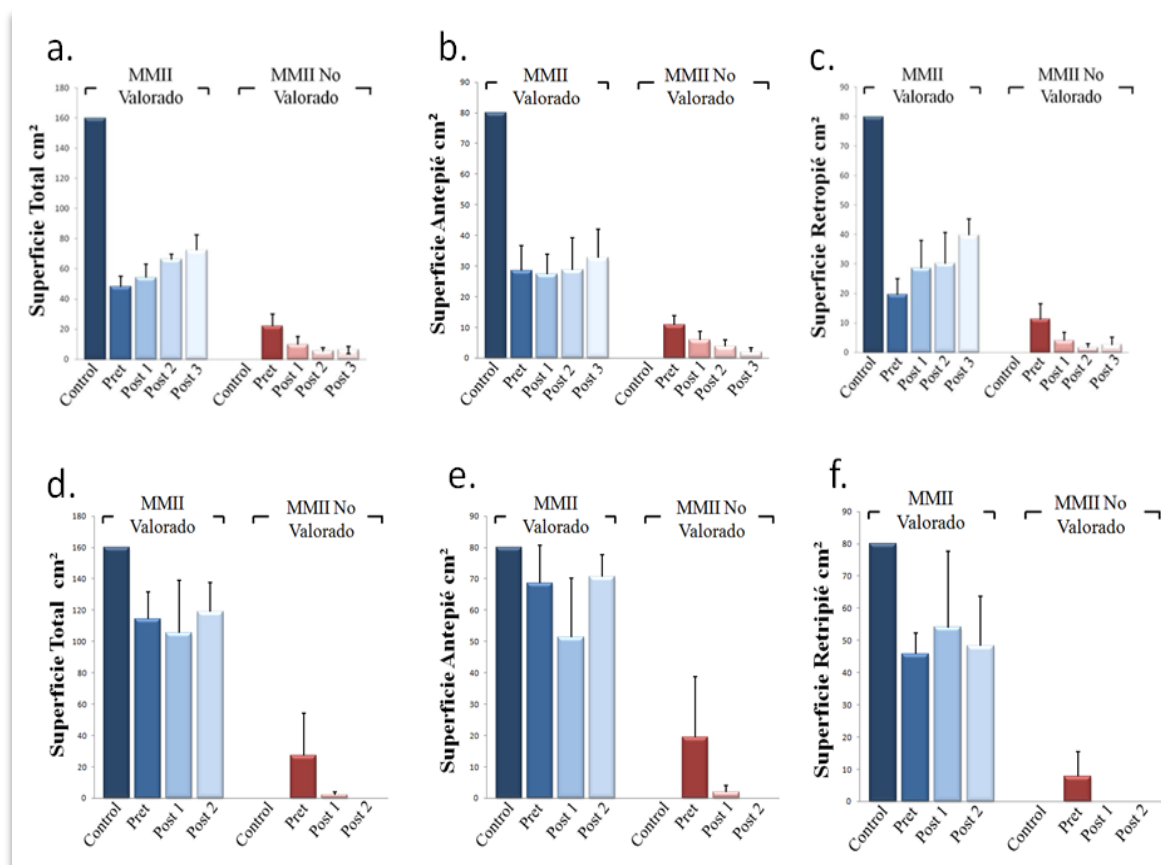 a.
MMII
Valorado
MMII No
Valorado
Superficie Total cm²
180
160
140
120
100
80
60
40
20
0
Control
Pret
Post 1
Post 2
Post 3
Control
Pret
Post 1
Post 2
Post 3
b.
MMII
Valorado
MMII No
Valorado
Superficie Antepié cm²
90
80
70
60
50
40
30
20
10
0
Control
Pret
Post 1
Post 2
Post 3
Control
Pret
Post 1
Post 2
Post 3
c.
MMII
Valorado
MMII No
Valorado
Superficie Retropié cm²
90
80
70
60
50
40
30
20
10
0
Control
Pret
Post 1
Post 2
Post 3
Control
Pret
Post 1
Post 2
Post 3
d.
MMII
Valorado
MMII No
Valorado
Superficie Total cm²
180
160
140
120
100
80
60
40
20
0
Control
Pret
Post 1
Post 2
Control
Pret
Post 1
Post 2
e.
MMII
Valorado
MMII No
Valorado
Superficie Antepié cm²
90
80
70
60
50
40
30
20
10
0
Control
Pret
Post 1
Post 2
Control
Pret
Post 1
Post 2
f.
MMII
Valorado
MMII No
Valorado
Superficie Retripié cm²
90
80
70
60
50
40
30
20
10
0
Control
Pret
Post 1
Post 2
Control
Pret
Post 1
Post 2